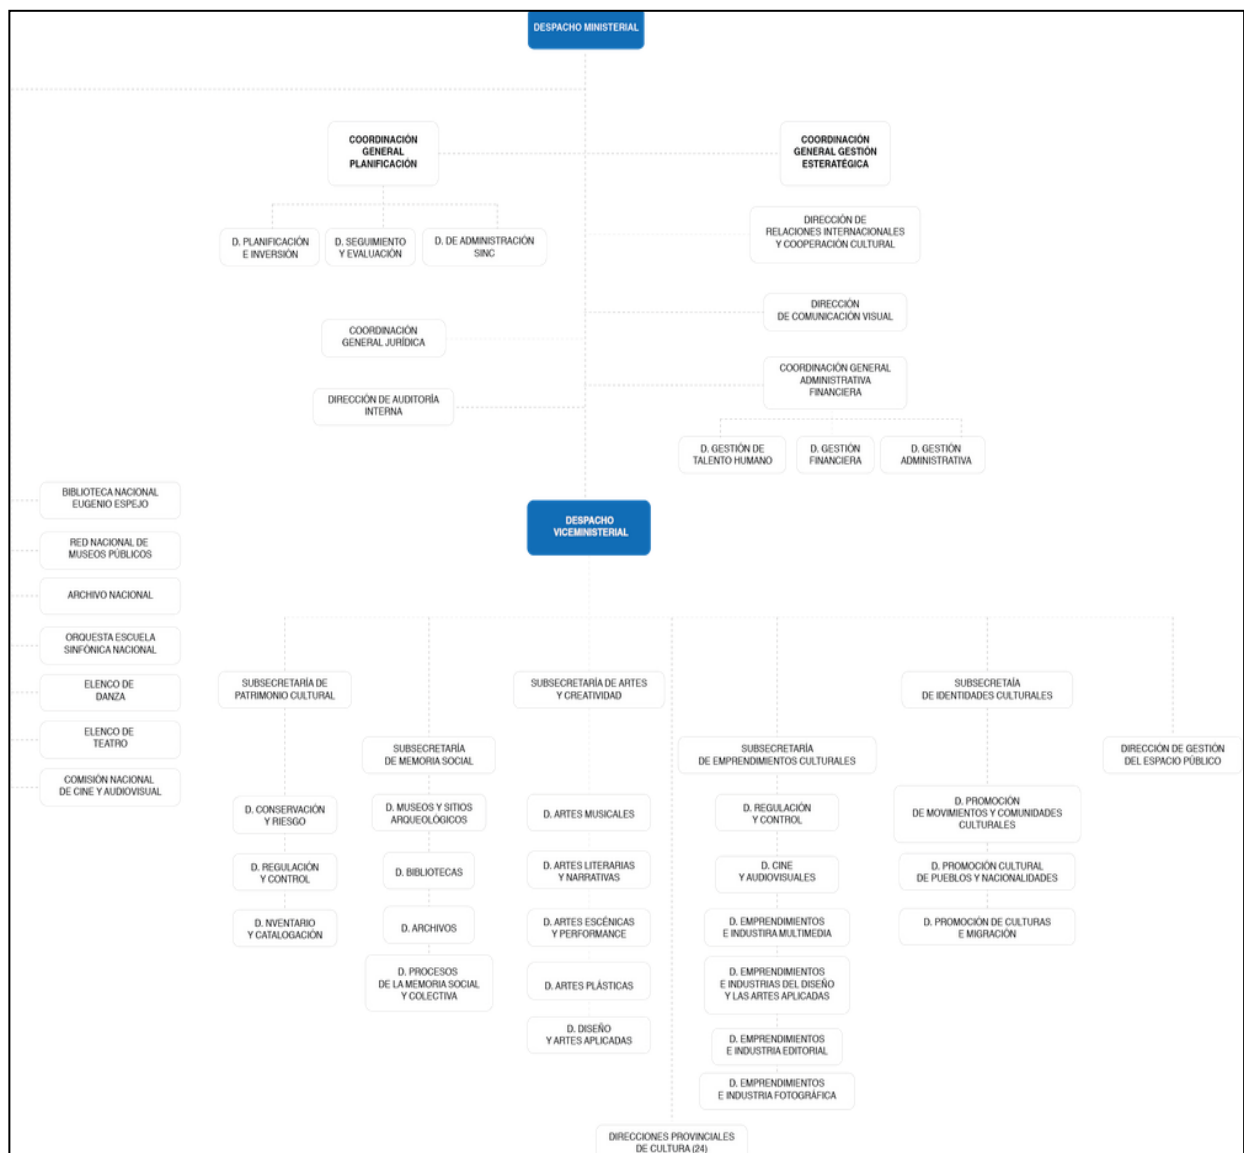 DESPACHO MINISTERIAL
COORDINACIÓN
GENERAL
PLANIFICACIÓN
COORDINACIÓN
GENERAL GESTIÓN
ESTERATÉGICA
D. PLANIFICACIÓN
E INVERSIÓN
D. SEGUIMIENTO
Y EVALUACIÓN
D. DE ADMINISTRACIÓN
SINC
DIRECCIÓN DE
RELACIONES INTERNACIONALES
Y COOPERACIÓN CULTURAL
DIRECCIÓN
DE COMUNICACIÓN VISUAL
COORDINACIÓN
GENERAL JURÍDICA
COORDINACIÓN GENERAL
ADMINISTRATIVA
FINANCIERA
DIRECCIÓN DE AUDITORÍA
INTERNA
D. GESTIÓN DE
TALENTO HUMANO
D. GESTIÓN
FINANCIERA
D. GESTIÓN
ADMINISTRATIVA
BIBLIOTECA NACIONAL
EUGENIO ESPEJO
RED NACIONAL DE
MUSEOS PÚBLICOS
ARCHIVO NACIONAL
ORQUESTA ESCUELA
SINFÓNICA NACIONAL
ELENCO DE
DANZA
ELENCO DE
TEATRO
COMISIÓN NACIONAL
DE CINE Y AUDIOVISUAL
DESPACHO
VICEMINISTERIAL
SUBSECRETARÍA DE
PATRIMONIO CULTURAL
D. CONSERVACIÓN
Y RIESGO
D. REGULACIÓN
Y CONTROL
D. NVENTARIO
Y CATALOGACIÓN
SUBSECRETARÍA
DE MEMORIA SOCIAL
D. MUSEOS Y SITIOS
ARQUEOLÓGICOS
D. BIBLIOTECAS
D. ARCHIVOS
D. PROCESOS
DE LA MEMORIA SOCIAL
Y COLECTIVA
SUBSECRETARÍA DE ARTES
Y CREATIVIDAD
D. ARTES MUSICALES
D. ARTES LITERARIAS
Y NARRATIVAS
D. ARTES ESCÉNICAS
Y PERFORMANCE
D. ARTES PLÁSTICAS
D. DISEÑO
Y ARTES APLICADAS
SUBSECRETARÍA
DE EMPRENDIMIENTOS CULTURALES
D. REGULACIÓN
Y CONTROL
D. CINE
Y AUDIOVISUALES
D. EMPRENDIMIENTOS
E INDUSTIRA MULTIMEDIA
D. EMPRENDIMIENTOS
E INDUSTRIAS DEL DISEÑO
Y LAS ARTES APLICADAS
D. EMPRENDIMIENTOS
E INDUSTRIA EDITORIAL
D. EMPRENDIMIENTOS
E INDUSTRIA FOTOGRÁFICA
SUBSECRETAÍA
DE IDENTIDADES CULTURALES
D. PROMOCIÓN
DE MOVIMIENTOS Y COMUNIDADES
CULTURALES
D. PROMOCIÓN CULTURAL
DE PUEBLOS Y NACIONALIDADES
D. PROMOCIÓN DE CULTURAS
E MIGRACIÓN
DIRECCIÓN DE GESTIÓN
DEL ESPACIO PÚBLICO
DIRECCIONES PROVINCIALES
DE CULTURA (24)